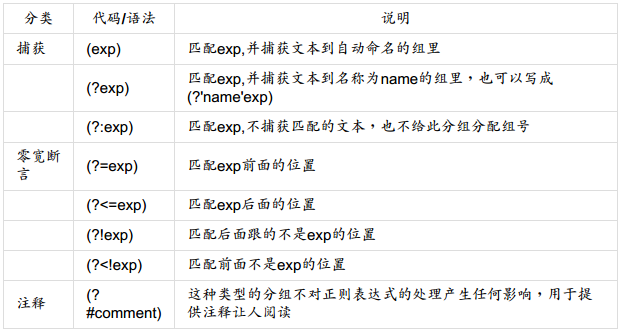 分类 代码/语法 说明
捕获 (exp) 匹配exp,并捕获文本到自动命名的组里
(?exp) 匹配exp,并捕获文本到名称为name的组里，也可以写成
(?'name'exp)
(?:exp) 匹配exp,不捕获匹配的文本，也不给此分组分配组号
零宽断
言
(?=exp) 匹配exp前面的位置
(?<=exp) 匹配exp后面的位置
(?!exp) 匹配后面跟的不是exp的位置
(?<!exp) 匹配前面不是exp的位置
注释 (?
#comment)
这种类型的分组不对正则表达式的处理产生任何影响，用于提
供注释让人阅读